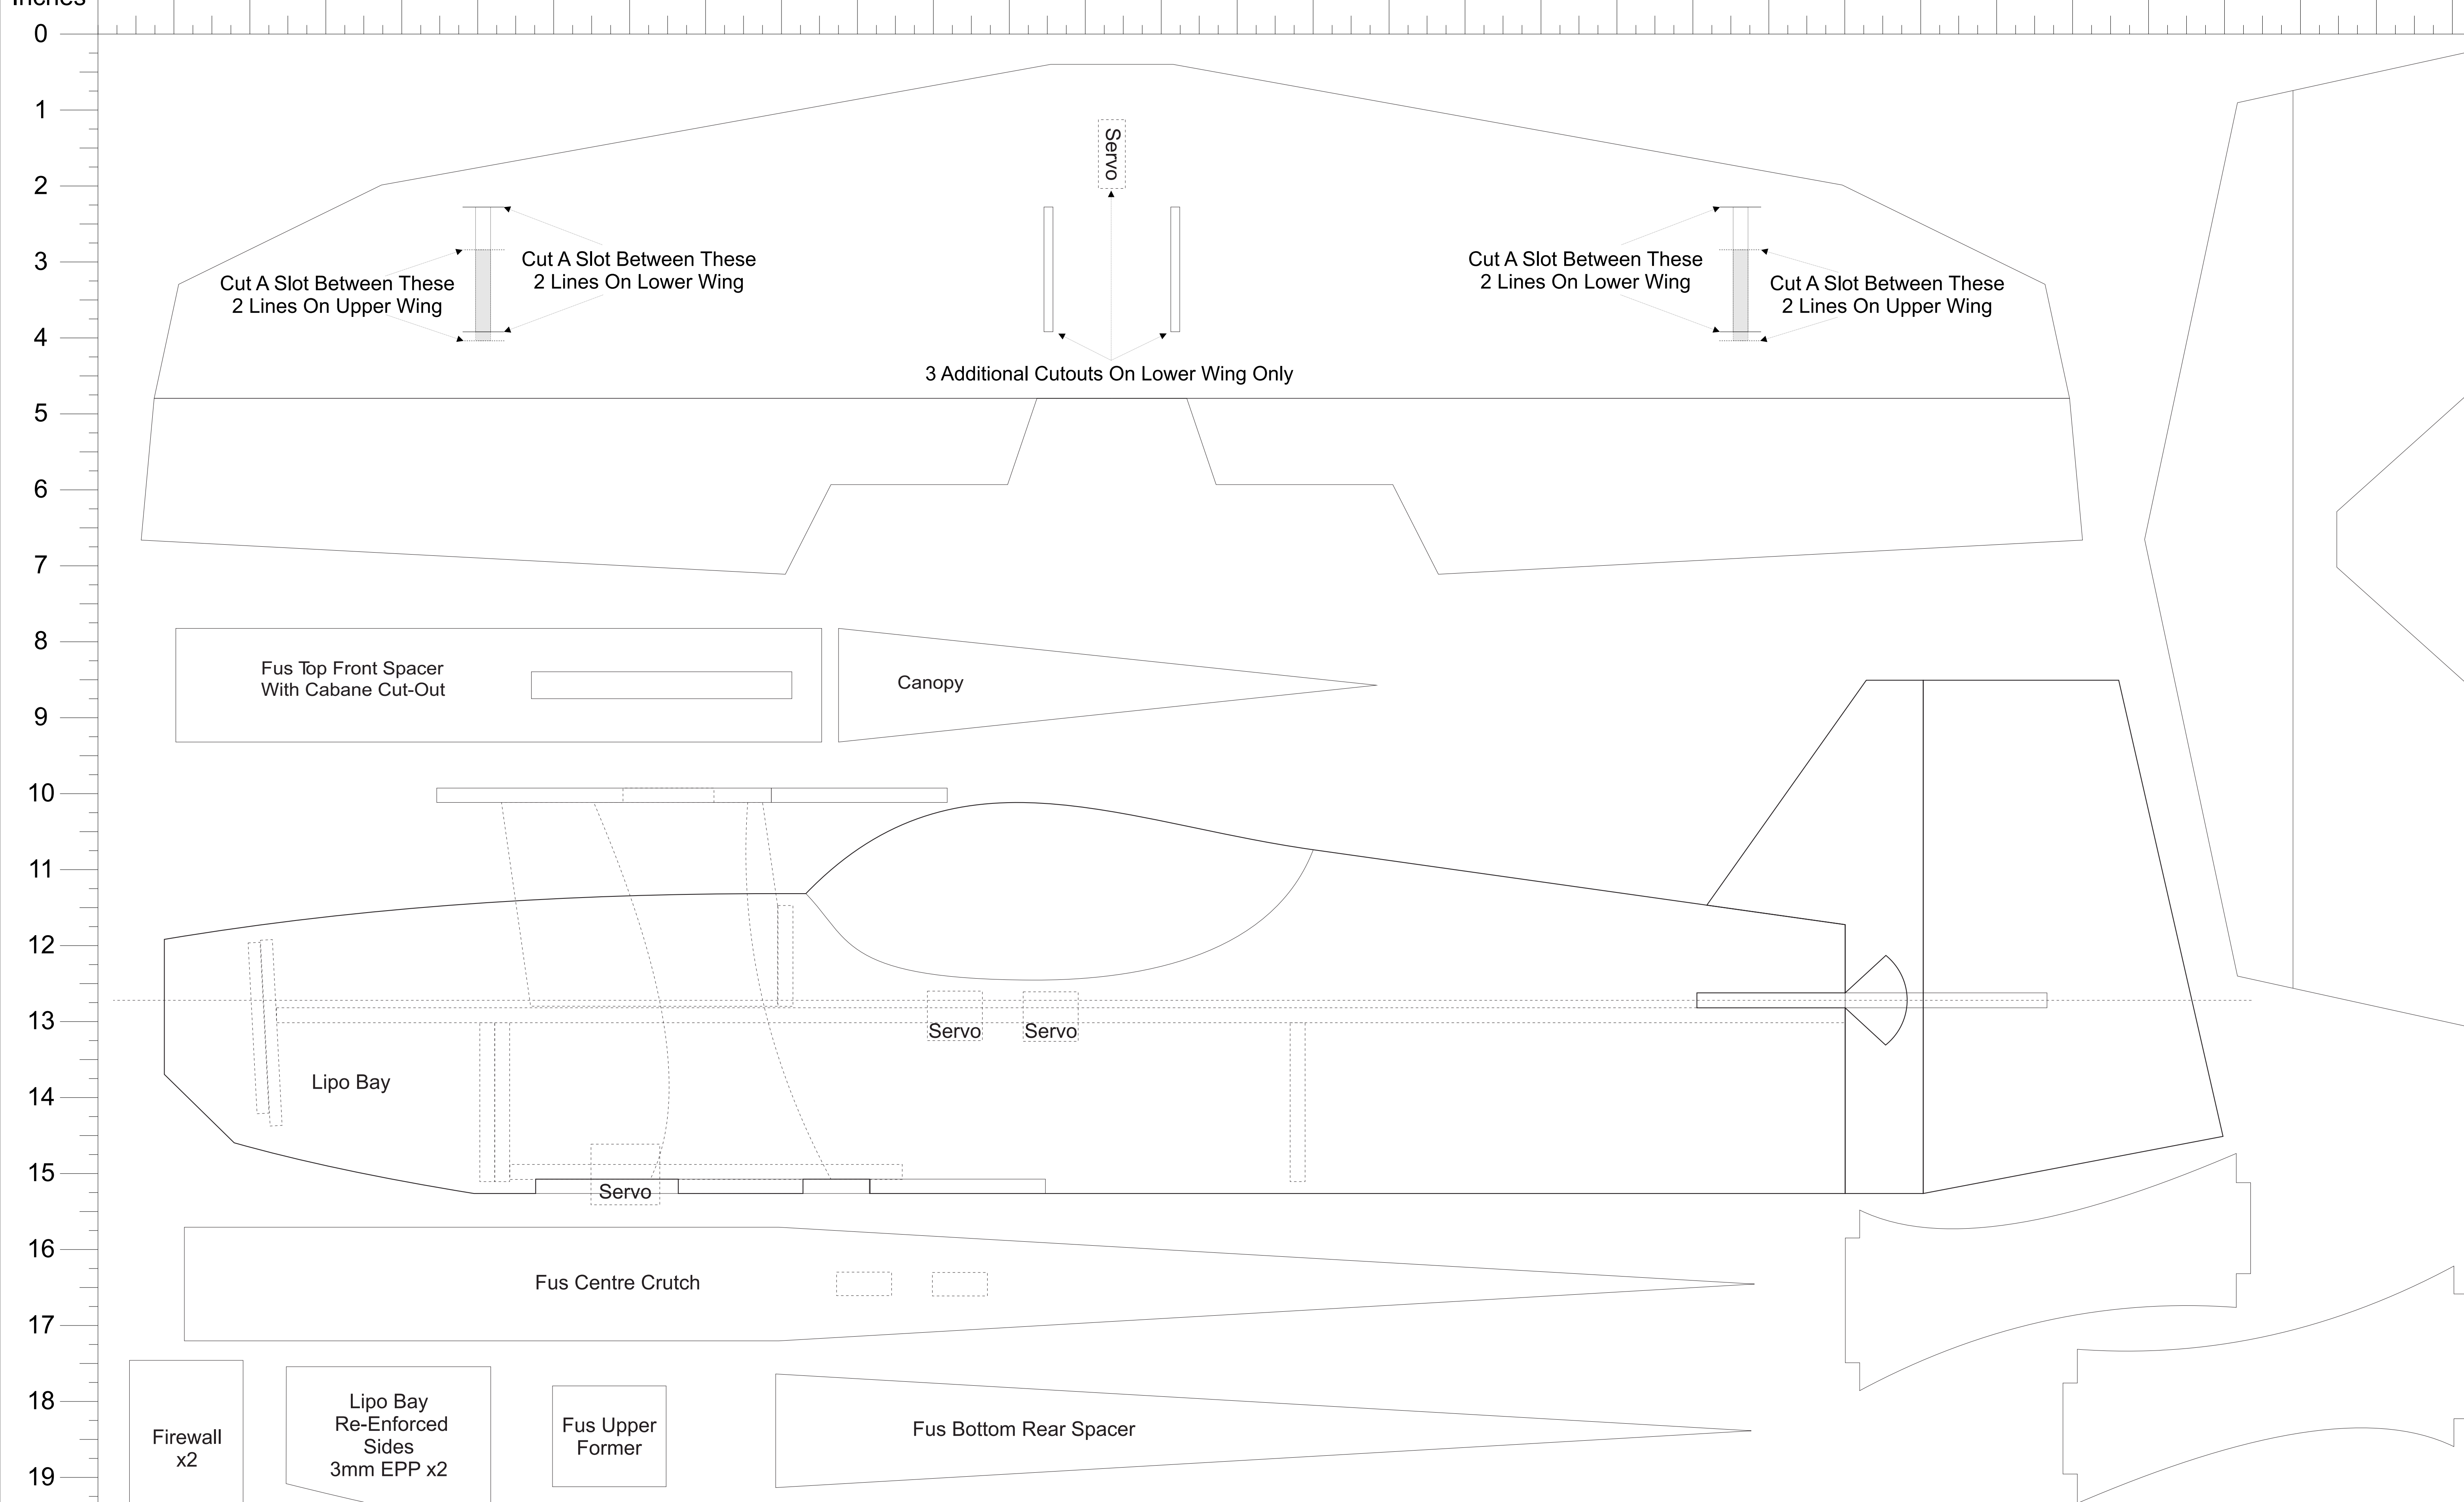 Inches
0
1
2
3
4
5
6
7
8
9
10
11
12
13
14
15
16
17
18
19
Servo
Cut A Slot Between These
2 Lines On Upper Wing
Cut A Slot Between These
2 Lines On Lower Wing
Cut A Slot Between These
2 Lines On Lower Wing
Cut A Slot Between These
2 Lines On Upper Wing
3 Additional Cutouts On Lower Wing Only
Fus Top Front Spacer
With Cabane Cut-Out
Canopy
Servo
Servo
Lipo Bay
Servo
Fus Centre Crutch
Firewall
x2
Lipo Bay
Re-Enforced
Sides
3mm EPP x2
Fus Upper
Former
Fus Bottom Rear Spacer